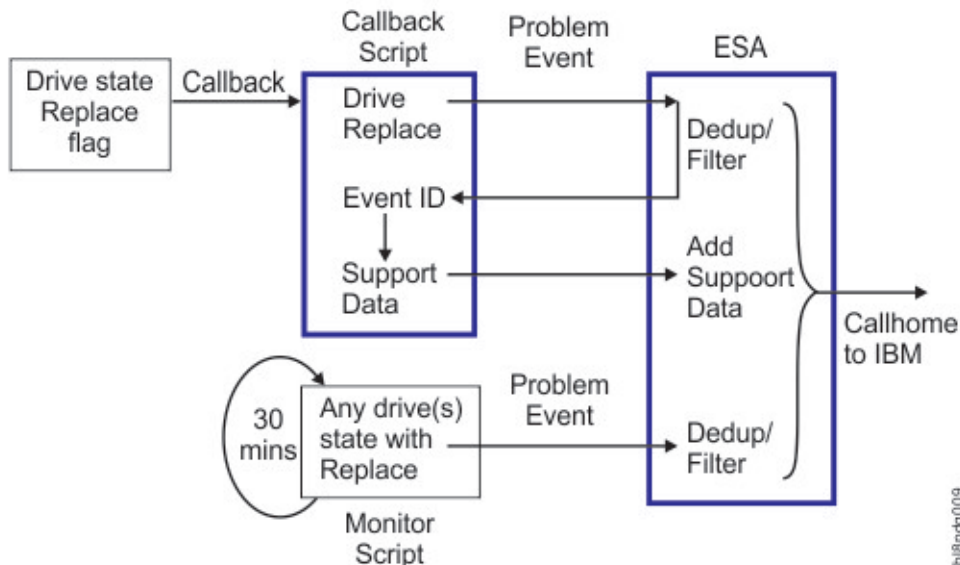 Callback
Script
Problem
Event
ESA
Drive state
Replace
flag
Callback
Drive
Replace
Dedup/
Filter
Event ID
Support
Data
Add
Suppoort
Data
Callhome
to IBM
30
mins
Any drive(s)
state with
Replace
Problem
Event
Dedup/
Filter
Monitor
Script